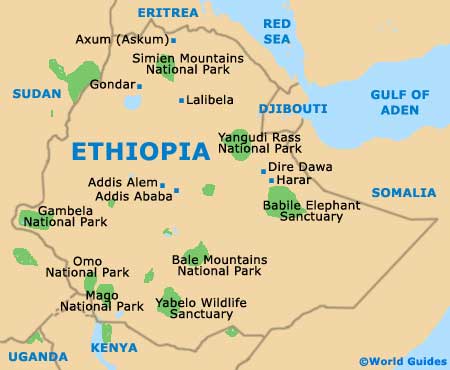 ERITREA
RED
SEA
Axum (Askum)
Simien Mountains
National Park
SUDAN
Gondar
Lalibela
DJIBOUTI
GULF OF
ADEN
Yangudi Rass
National Park
ETHIOPIA
Dire Dawa
Harar
Addis Alem
Addis Ababa
SOMALIA
Babile Elephant
Sanctuary
Gambela
National Park
Omo
National Park
Bale Mountains
National Park
Mago
National Park
Yabelo Wildlife
Sanctuary
UGANDA
KENYA
©World Guides